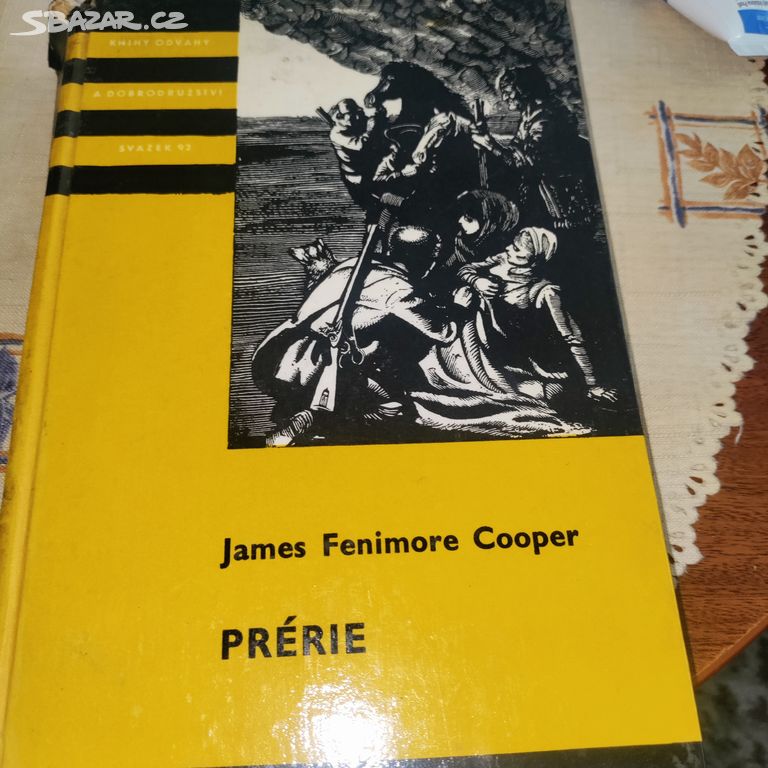 SBAZAR.CZ
KNIHY ODVAHY
A DOBRODRUŽSTVÍ
SVAZEK 92
James Fenimore Cooper
PRÉRIE